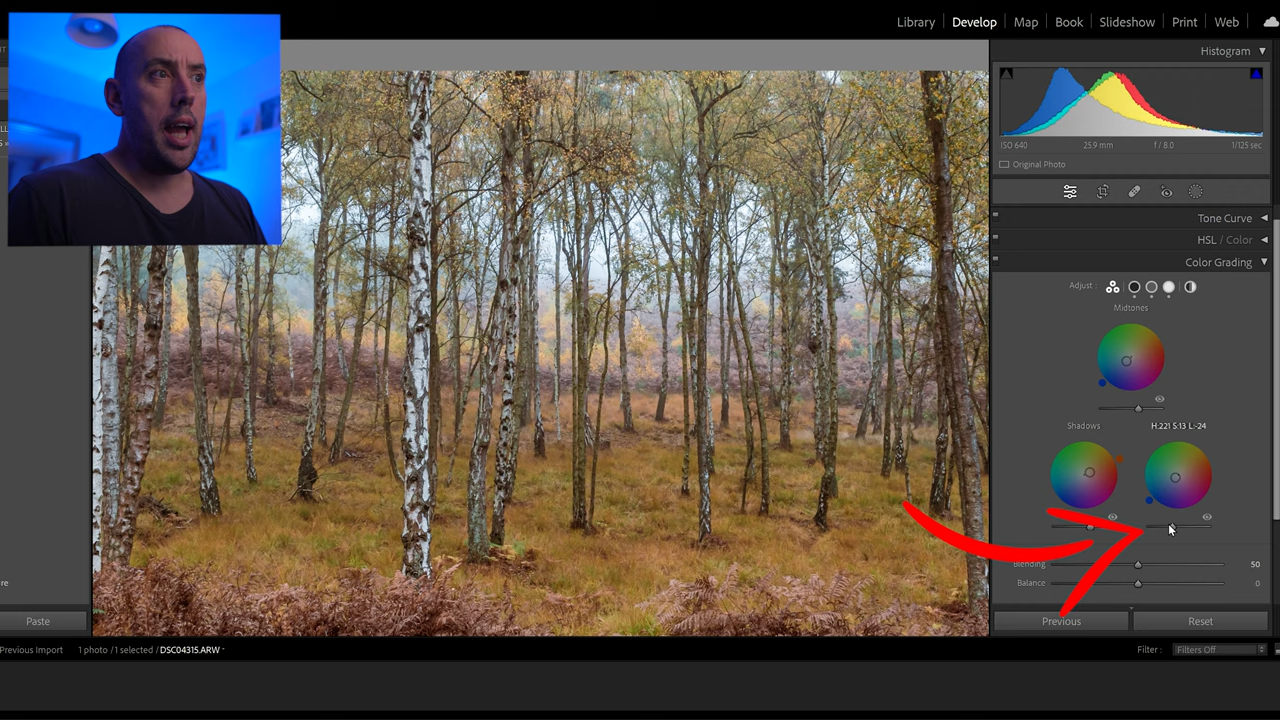 Library Develop Map Book Slideshow Print Web
Histogram
ISO 640 25.9 mm f / 8.0 1/125 sec
Original Photo
Tone Curve
HSL / Color
Color Grading
Adjust :
Midtones
Shadows H:221 S:13 L:-24
Blending 50
Balance 0
Paste
Previous Reset
Previous Import 1 photo / 1 selected / DSC04315.ARW
Filter : Filters Off